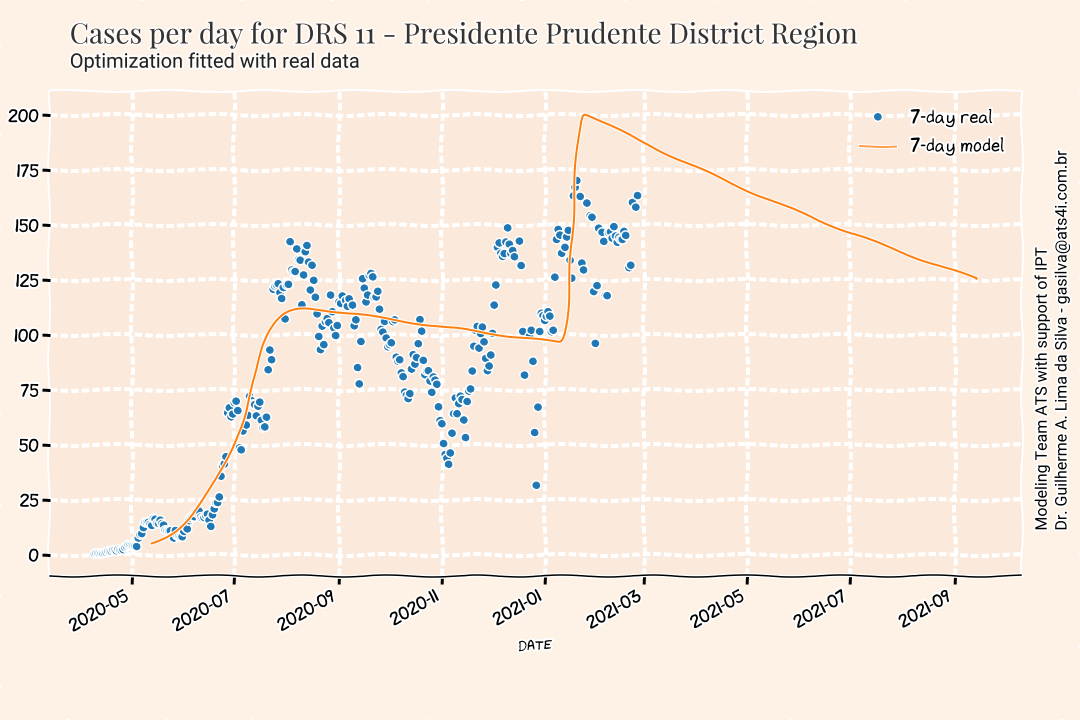 Cases per day for DRS 11 - Presidente Prudente District Region
Optimization fitted with real data
200
175
150
125
100
75
50
25
0
7-day real
7-day model
2020-05
2020-07
2020-09
2020-11
2021-01
2021-03
2021-05
2021-07
2021-09
DATE
Modeling Team ATS with support of IPT
Dr. Guilherme A. Lima da Silva - gasilva@ats4i.com.br